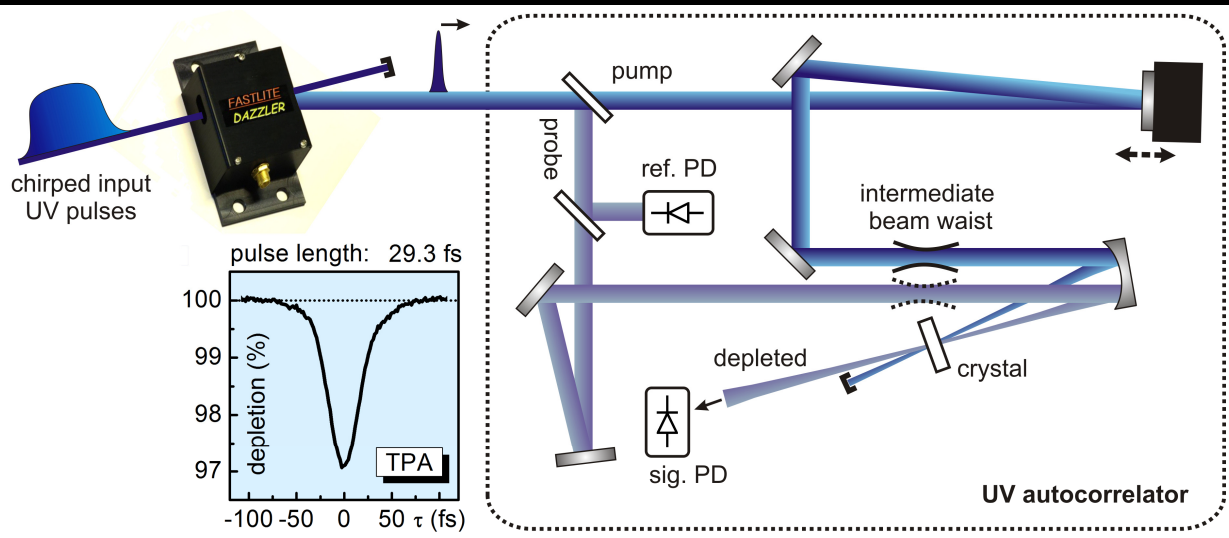 FASTLITE
DAZZLER
chirped input
UV pulses
pump
probe
ref. PD
intermediate
beam waist
crystal
depleted
sig. PD
UV autocorrelator
pulse length: 29.3 fs
100
99
98
97
depletion (%)
TPA
-100 -50 0 50 τ (fs)